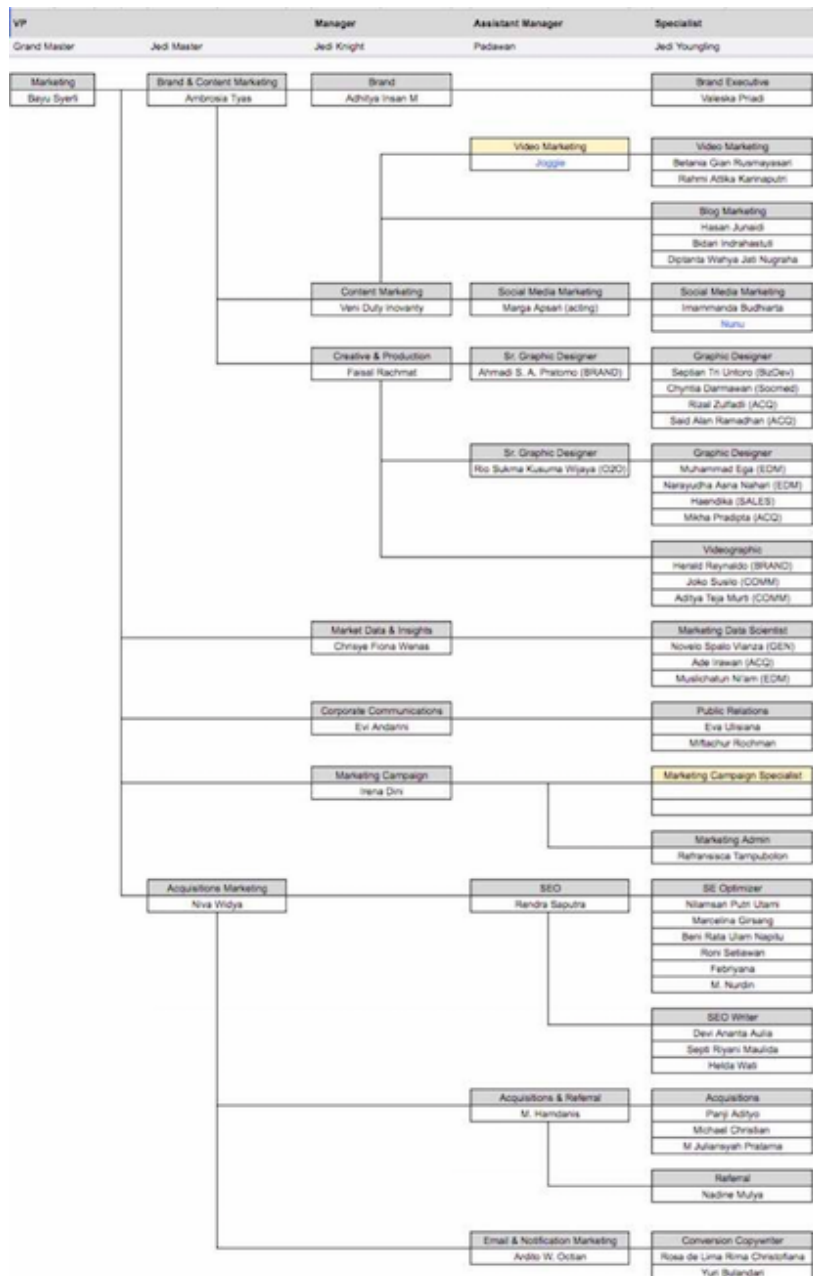 VP Manager Assistant Manager Specialist
Grand Master Jedi Master Jedi Knight Padawan Jedi Youngling
Marketing Brand & Content Marketing Brand Brand Executive
Bayu Syerli Ambrosia Tyas Adhitya Insan M Valeska Priadi
Video Marketing Video Marketing
Joggie Betania Gian Rusmayasari
Rahmi Attika Karinaputri
Blog Marketing
Hasan Junaidi
Bidari Indrahastuti
Diptanta Wahya Jati Nugraha
Content Marketing Social Media Marketing Social Media Marketing
Veni Duty Inovanty Marga Apsari (acting) Imammanda Budhiarta
Nunu
Creative & Production Sr. Graphic Designer Graphic Designer
Faisal Rachmat Ahmadi S. A. Pratomo (BRAND) Septian Tri Untoro (BizDev)
Chyntia Darmawan (Socmed)
Rizal Zulfadli (ACQ)
Said Alan Ramadhan (ACQ)
Sr. Graphic Designer Graphic Designer
Rio Sukma Kusuma Wijaya (O2O) Muhammad Ega (EDM)
Narayudha Aana Nahari (EDM)
Haendika (SALES)
Mikha Pradipta (ACQ)
Videographic
Herald Reynaldo (BRAND)
Joko Susilo (COMM)
Aditya Teja Murti (COMM)
Market Data & Insights Marketing Data Scientist
Chrisye Fiona Wenas Novelo Spalo Vianza (GEN)
Ade Irawan (ACQ)
Muslichatun Ni'am (EDM)
Corporate Communications Public Relations
Evi Andarini Eva Ulisiana
Miftachur Rochman
Marketing Campaign Marketing Campaign Specialist
Irena Dini
Marketing Admin
Refransisca Tampubolon
Acquisitions Marketing SEO SE Optimizer
Niva Widya Rendra Saputra Nilamsari Putri Utami
Marcelina Girsang
Beni Rata Ulam Napitu
Roni Setiawan
Febriyana
M. Nurdin
SEO Writer
Devi Ananta Aulia
Septi Riyani Maulida
Helda Wati
Acquisitions & Referral Acquisitions
M. Hamdanis Panji Adityo
Michael Christian
M Juliansyah Pratama
Referral
Nadine Mulya
Email & Notification Marketing Conversion Copywriter
Ardito W. Octian Rosa de Lima Rima Christofiana
Yuri Bulandari